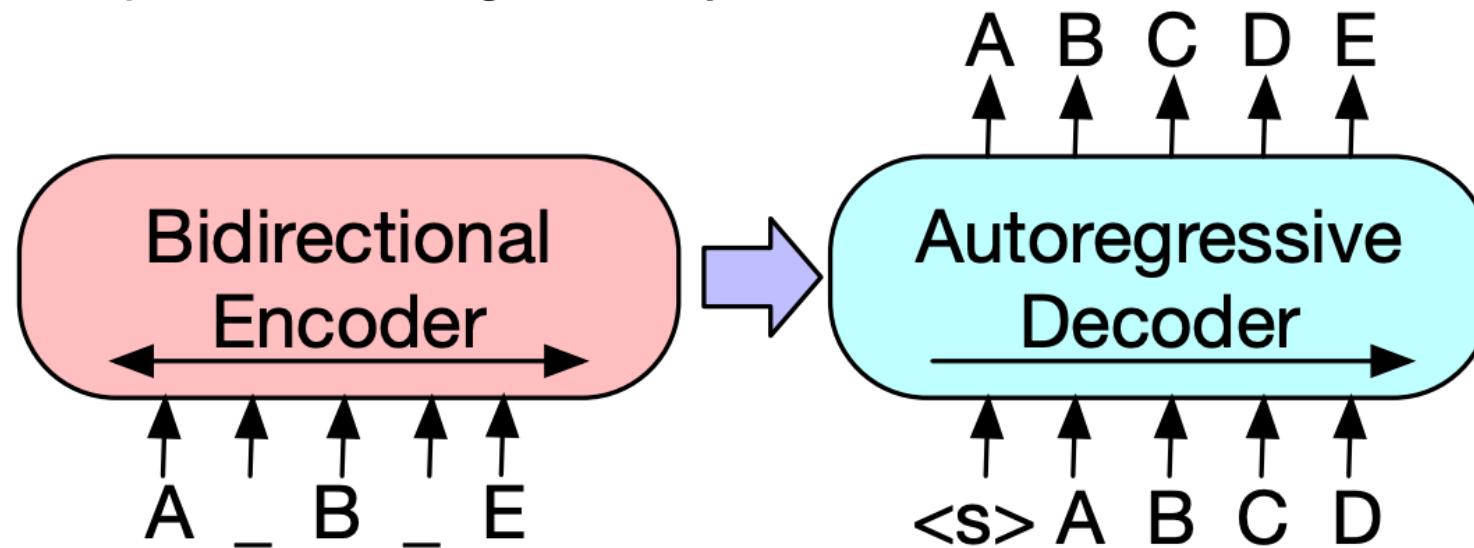 A B C D E
Bidirectional
Encoder
Autoregressive
Decoder
A _ B _ E
<s> A B C D